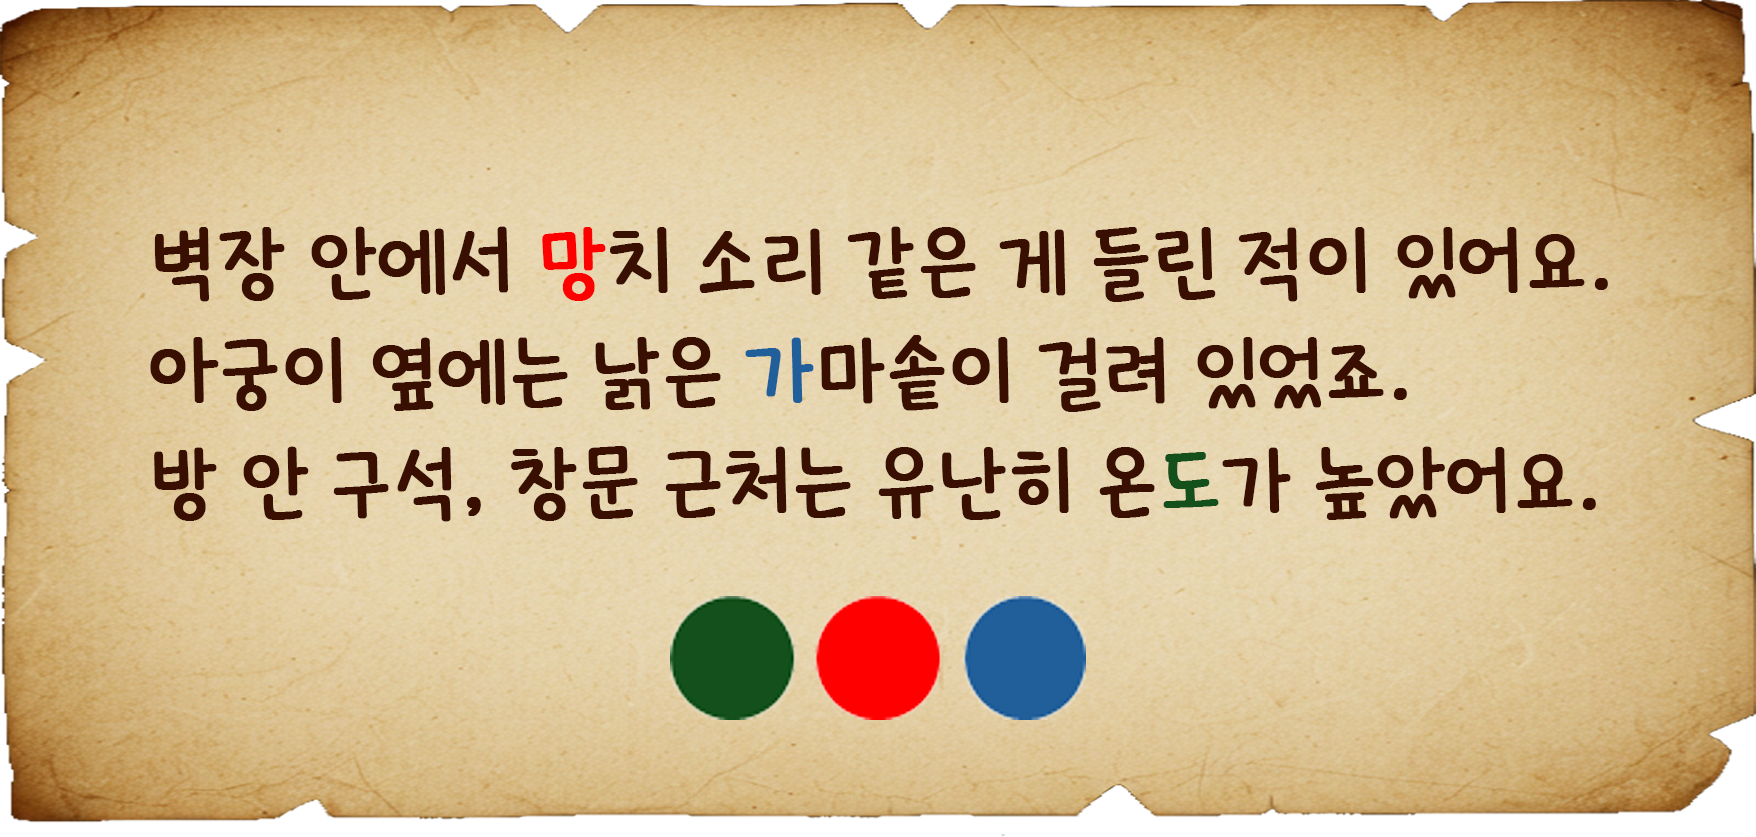 벽장 안에서 망치 소리 같은 게 들린 적이 있어요.
아궁이 옆에는 낡은 가마솥이 걸려 있었죠.
방 안 구석, 창문 근처는 유난히 온도가 높았어요.